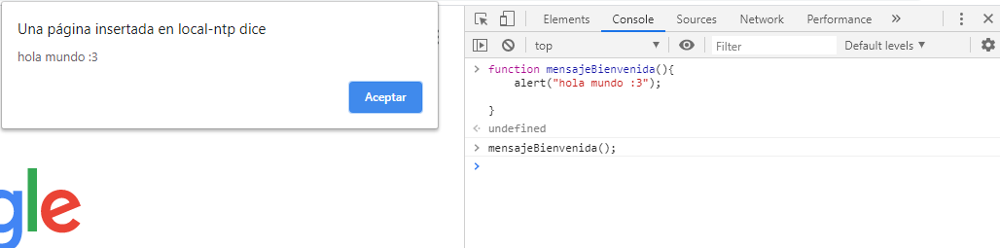 Una página insertada en local-ntp dice
hola mundo :3
Aceptar
gle
Elements Console Sources Network Performance »
top Filter Default levels
function mensajeBienvenida(){
alert("hola mundo :3");
}
undefined
mensajeBienvenida();